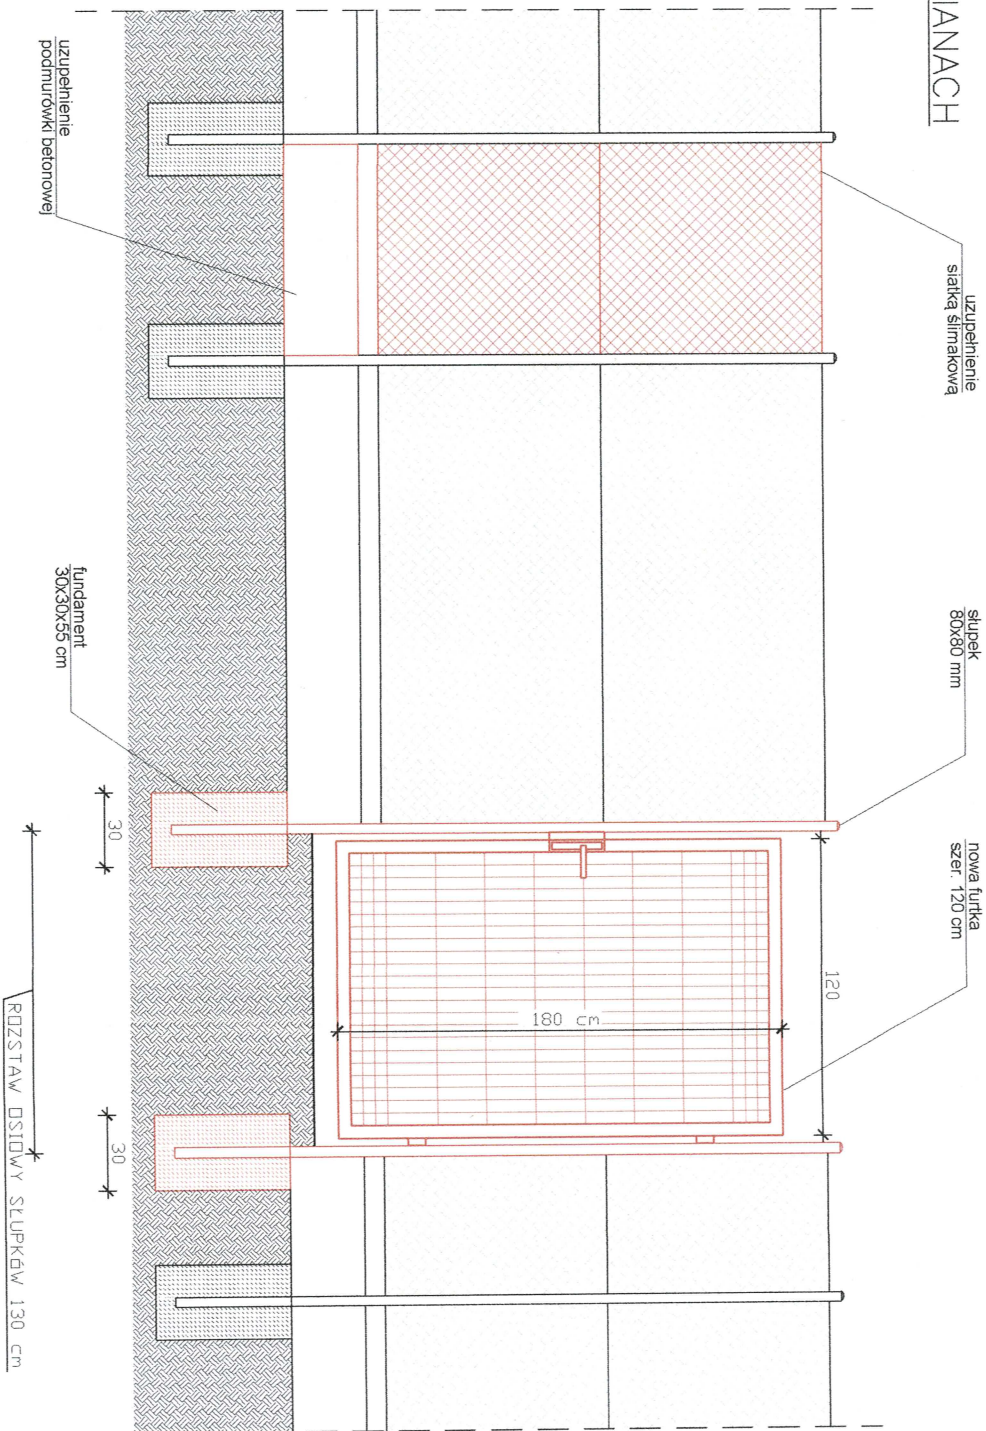 IANACH
uzupełnienie
siatką ślimakową
słupek
80x80 mm
nowa furtka
szer. 120 cm
120
180 cm
uzupełnienie
podmurówki betonowej
fundament
30x30x55 cm
30
30
ROZSTAW OSIOWY SŁUPKÓW 130 cm